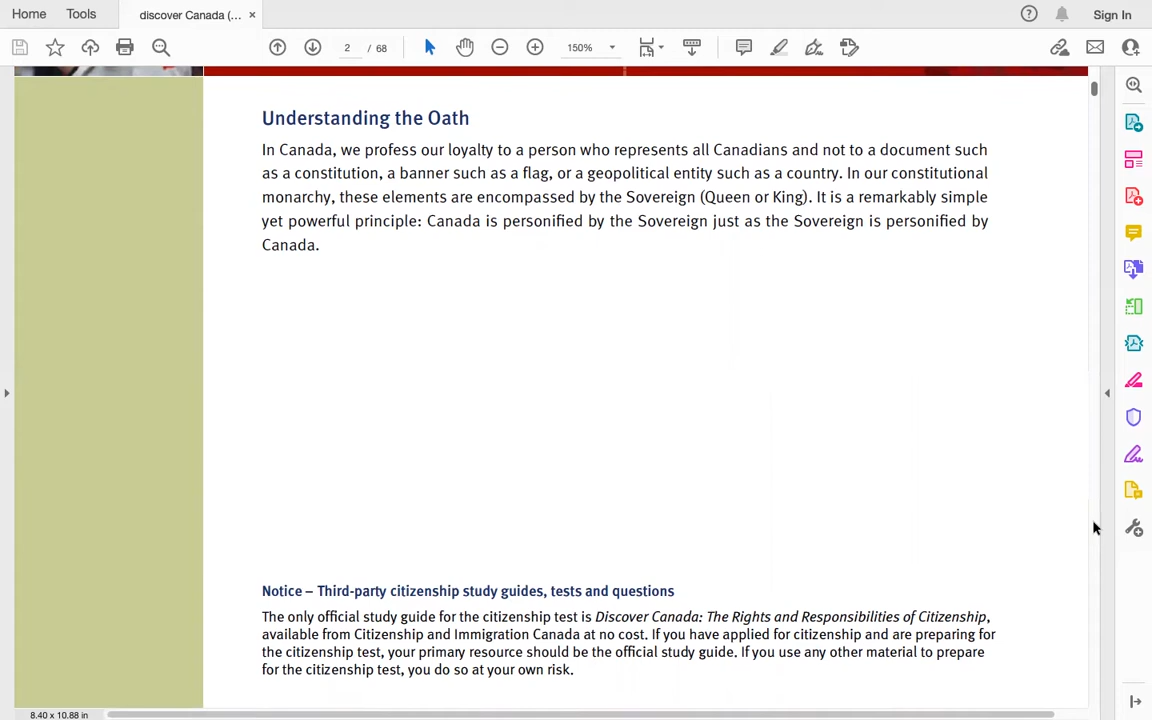 Home Tools discover Canada (... × Sign In
2 / 68 150%
Understanding the Oath
In Canada, we profess our loyalty to a person who represents all Canadians and not to a document such
as a constitution, a banner such as a flag, or a geopolitical entity such as a country. In our constitutional
monarchy, these elements are encompassed by the Sovereign (Queen or King). It is a remarkably simple
yet powerful principle: Canada is personified by the Sovereign just as the Sovereign is personified by
Canada.
Notice – Third-party citizenship study guides, tests and questions
The only official study guide for the citizenship test is Discover Canada: The Rights and Responsibilities of Citizenship,
available from Citizenship and Immigration Canada at no cost. If you have applied for citizenship and are preparing for
the citizenship test, your primary resource should be the official study guide. If you use any other material to prepare
for the citizenship test, you do so at your own risk.
8.40 x 10.88 in